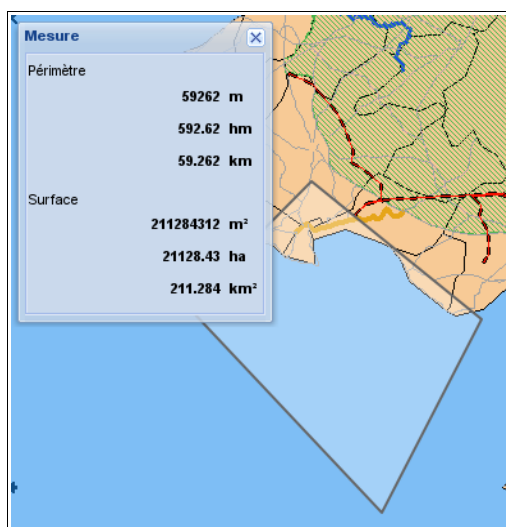 Mesure
Périmètre
59262 m
592.62 hm
59.262 km
Surface
211284312 m²
21128.43 ha
211.284 km²